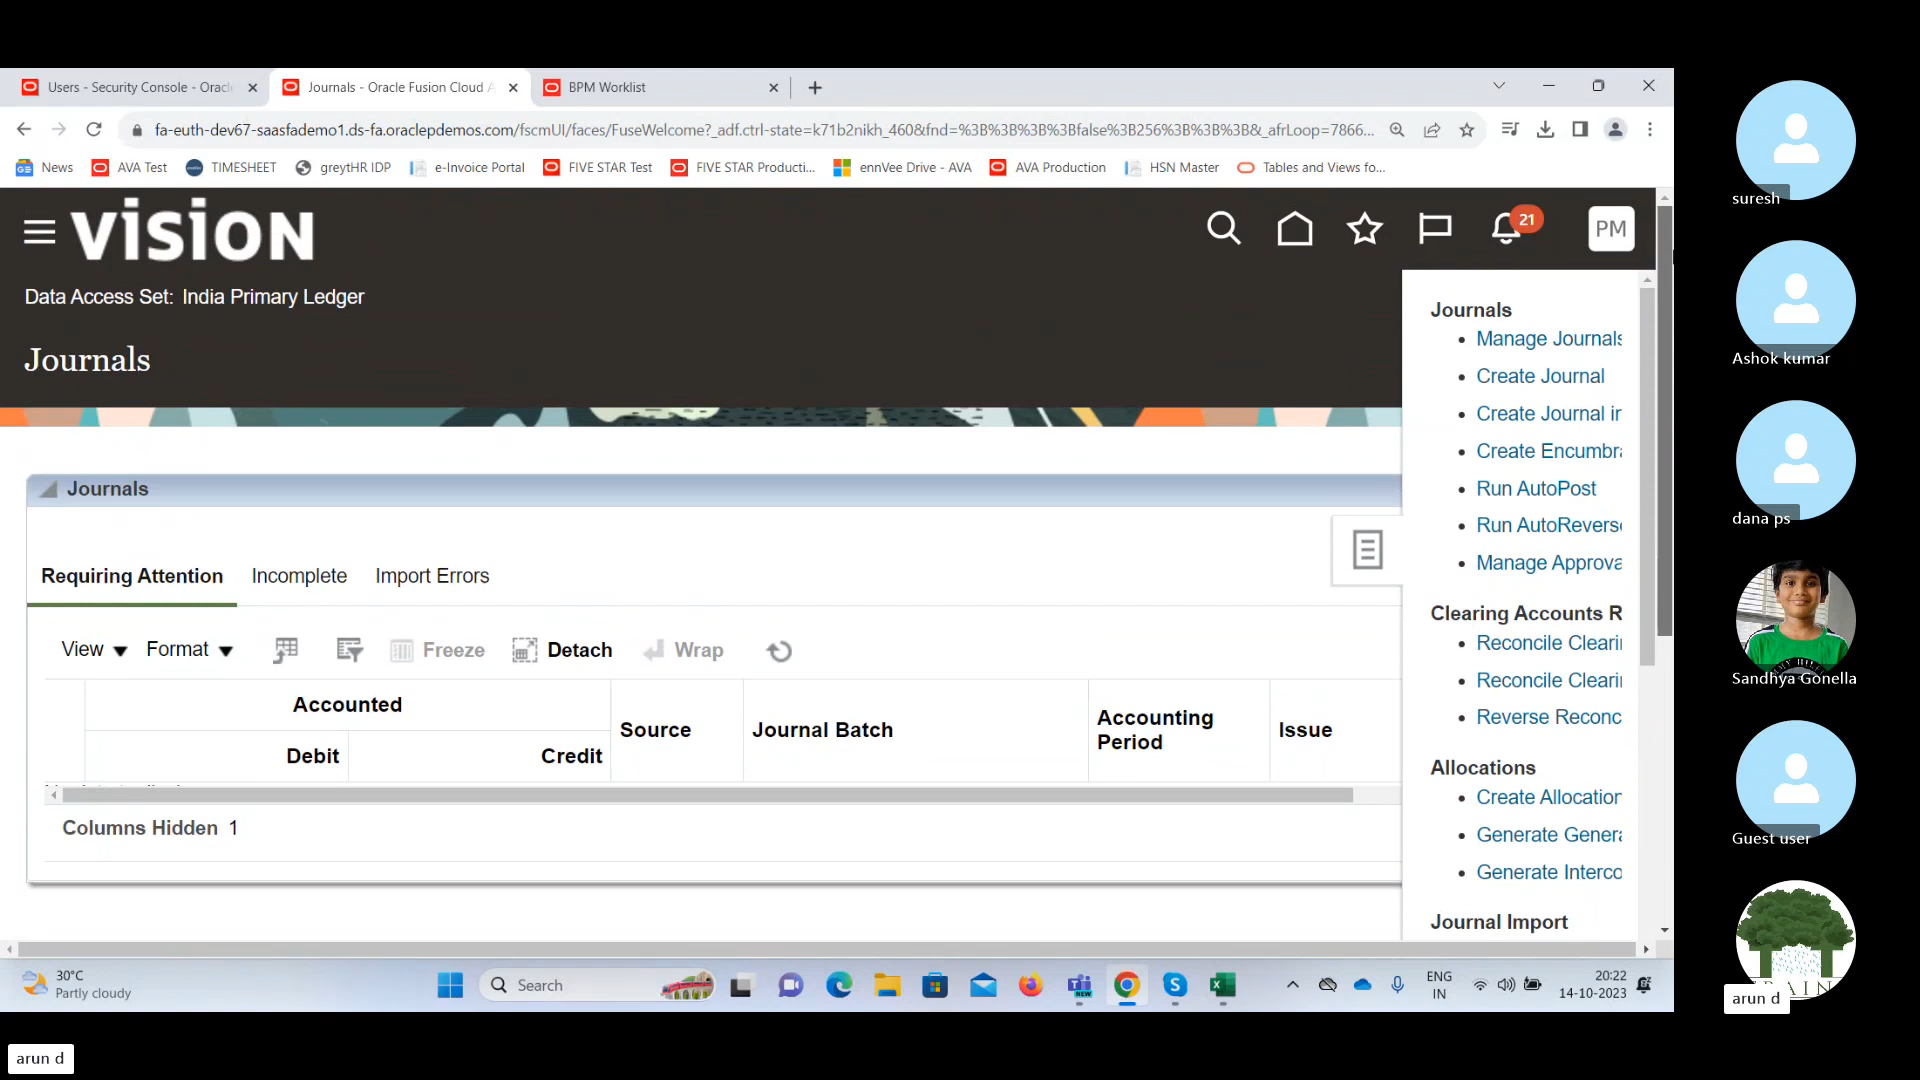 Users - Security Console - Oracl
Journals - Oracle Fusion Cloud A
BPM Worklist
fa-euth-dev67-saasfademo1.ds-fa.oraclepdemos.com/fscmUI/faces/FuseWelcome?_adf.ctrl-state=k71b2nikh_460&fnd=%3B%3B%3B%3Bfalse%3B256%3B%3B%3B&_afrLoop=7866...
News
AVA Test
TIMESHEET
greytHR IDP
e-Invoice Portal
FIVE STAR Test
FIVE STAR Producti...
ennVee Drive - AVA
AVA Production
HSN Master
Tables and Views fo...
vision
21
PM
Data Access Set: India Primary Ledger
Journals
Journals
Requiring Attention
Incomplete
Import Errors
View
Format
Freeze
Detach
Wrap
Accounted
Debit
Credit
Source
Journal Batch
Accounting
Period
Issue
Columns Hidden 1
Journals
Manage Journals
Create Journal
Create Journal in
Create Encumbra
Run AutoPost
Run AutoReverse
Manage Approva
Clearing Accounts R
Reconcile Clearin
Reconcile Clearin
Reverse Reconc
Allocations
Create Allocation
Generate Genera
Generate Interco
Journal Import
30°C
Partly cloudy
Search
ENG
IN
20:22
14-10-2023
suresh
Ashok kumar
dana ps
Sandhya Gonella
Guest user
arun d
arun d